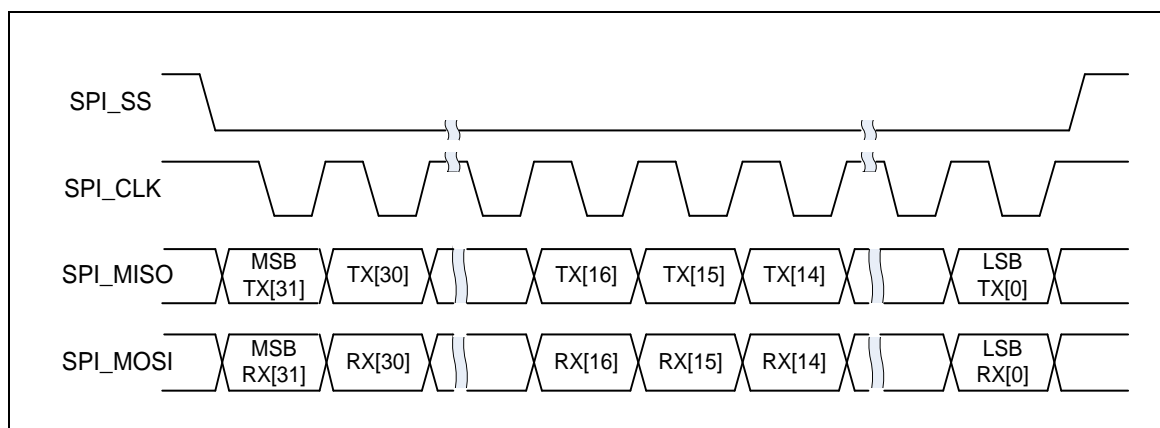 SPI_SS
SPI_CLK
SPI_MISO
MSB
TX[31]
TX[30]
TX[16]
TX[15]
TX[14]
LSB
TX[0]
SPI_MOSI
MSB
RX[31]
RX[30]
RX[16]
RX[15]
RX[14]
LSB
RX[0]